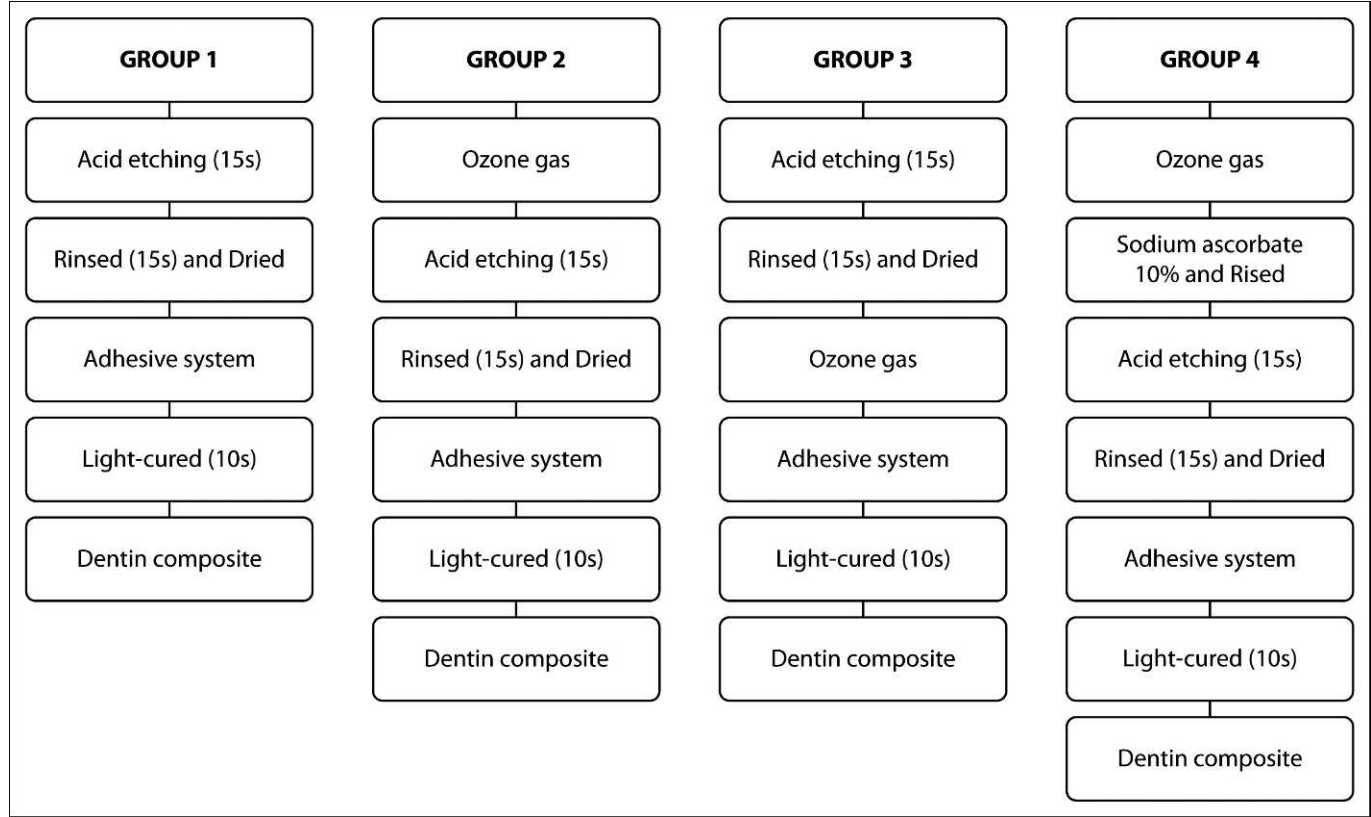 GROUP 1
Acid etching (15s)
Rinsed (15s) and Dried
Adhesive system
Light-cured (10s)
Dentin composite
GROUP 2
Ozone gas
Acid etching (15s)
Rinsed (15s) and Dried
Adhesive system
Light-cured (10s)
Dentin composite
GROUP 3
Acid etching (15s)
Rinsed (15s) and Dried
Ozone gas
Adhesive system
Light-cured (10s)
Dentin composite
GROUP 4
Ozone gas
Sodium ascorbate
10% and Rised
Acid etching (15s)
Rinsed (15s) and Dried
Adhesive system
Light-cured (10s)
Dentin composite